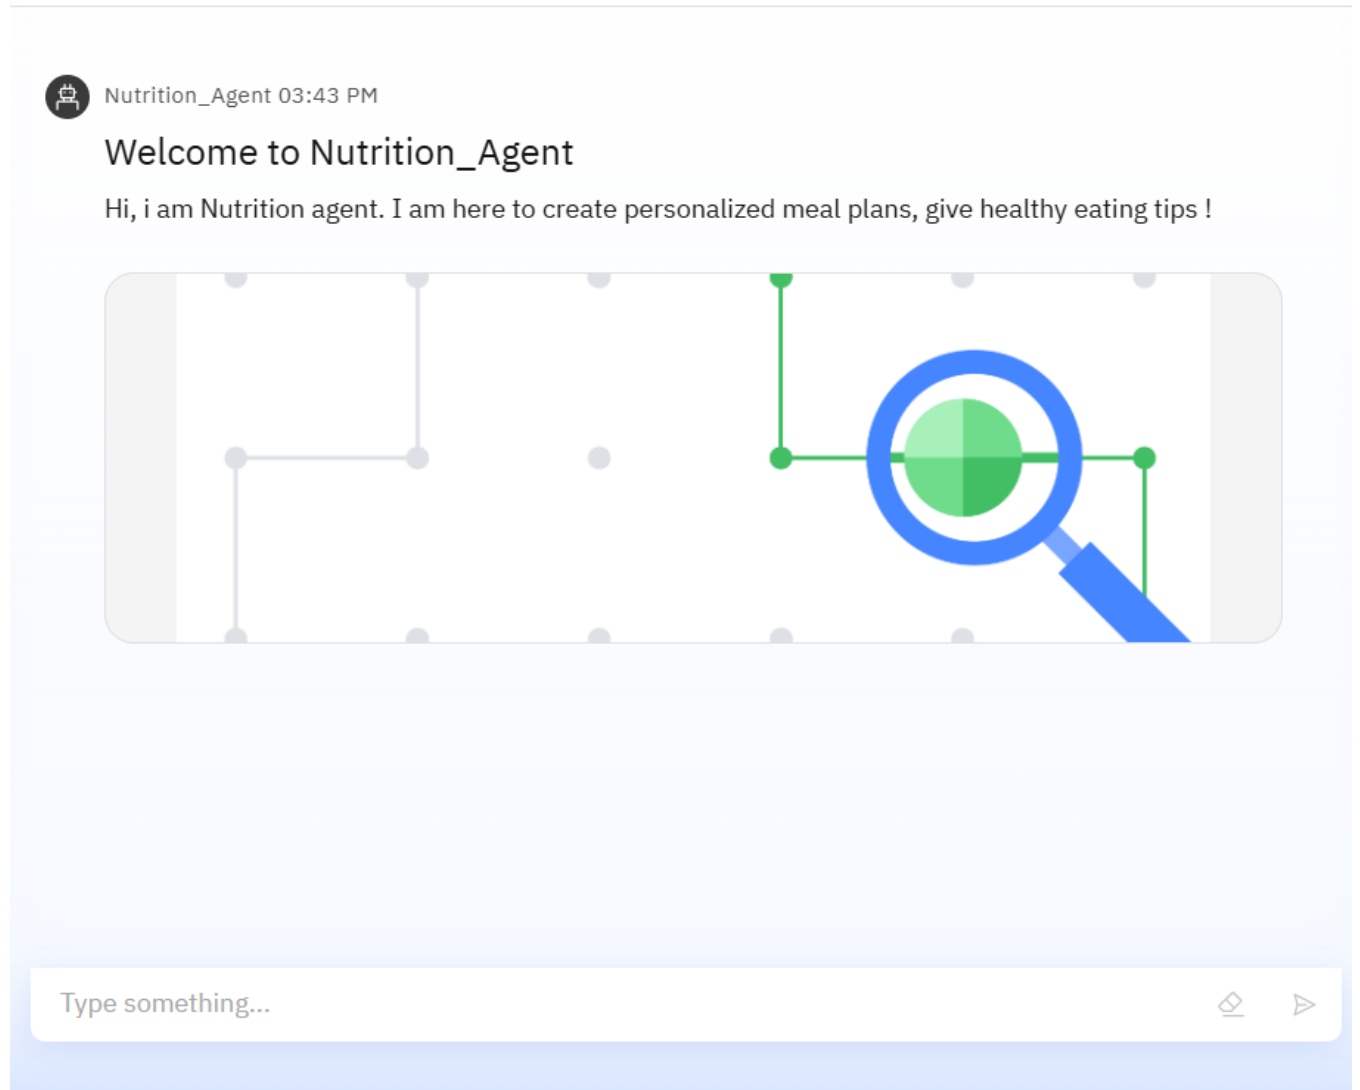 Nutrition_Agent 03:43 PM
Welcome to Nutrition_Agent
Hi, i am Nutrition agent. I am here to create personalized meal plans, give healthy eating tips !
Type something...